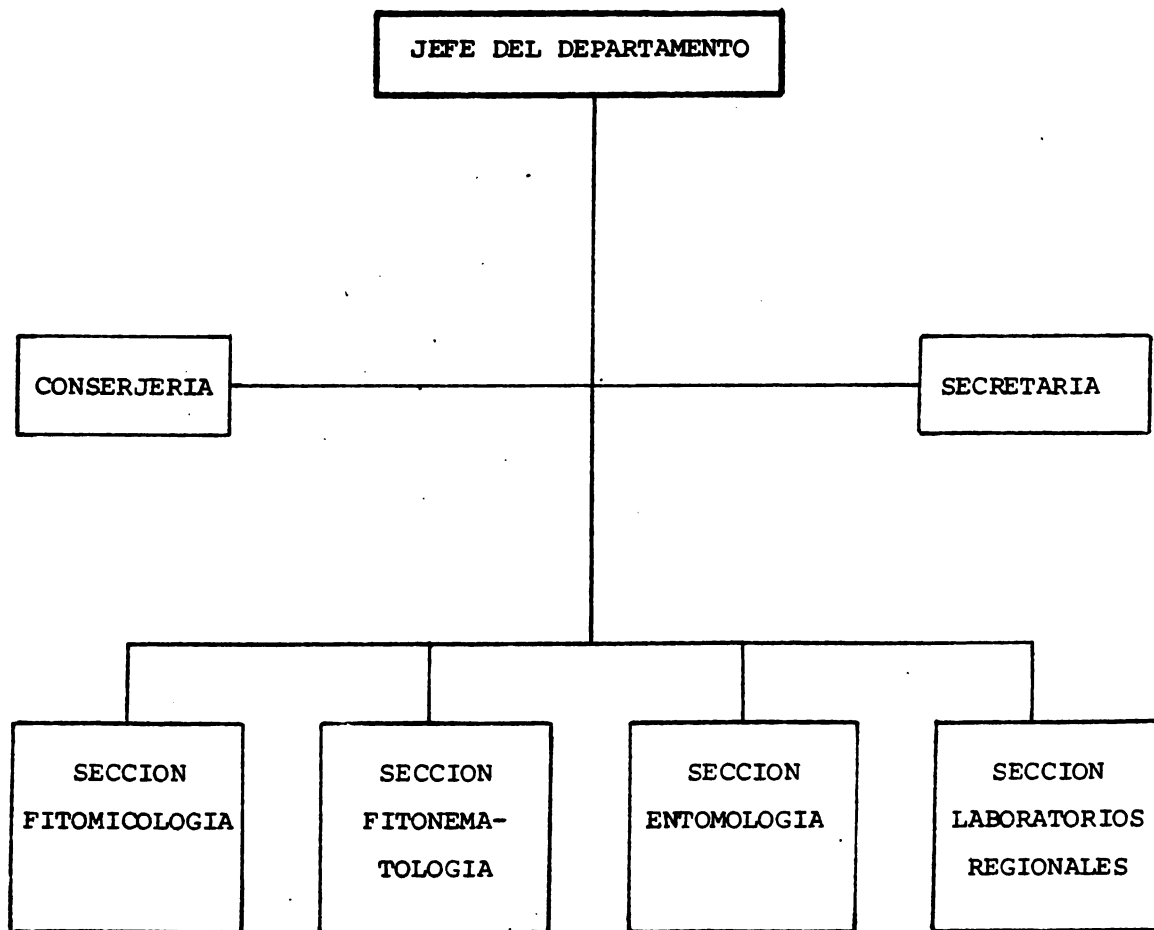 JEFE DEL DEPARTAMENTO
CONSERJERIA
SECRETARIA
SECCION
FITOMICOLOGIA
SECCION
FITONEMA-
TOLOGIA
SECCION
ENTOMOLOGIA
SECCION
LABORATORIOS
REGIONALES